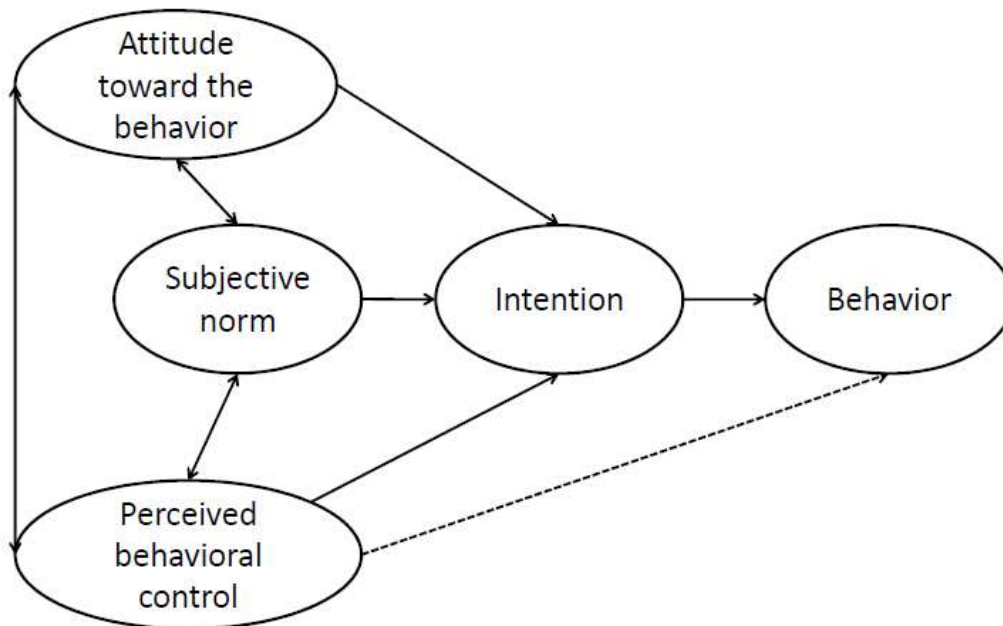 Attitude
toward the
behavior
Subjective
norm
Intention
Behavior
Perceived
behavioral
control